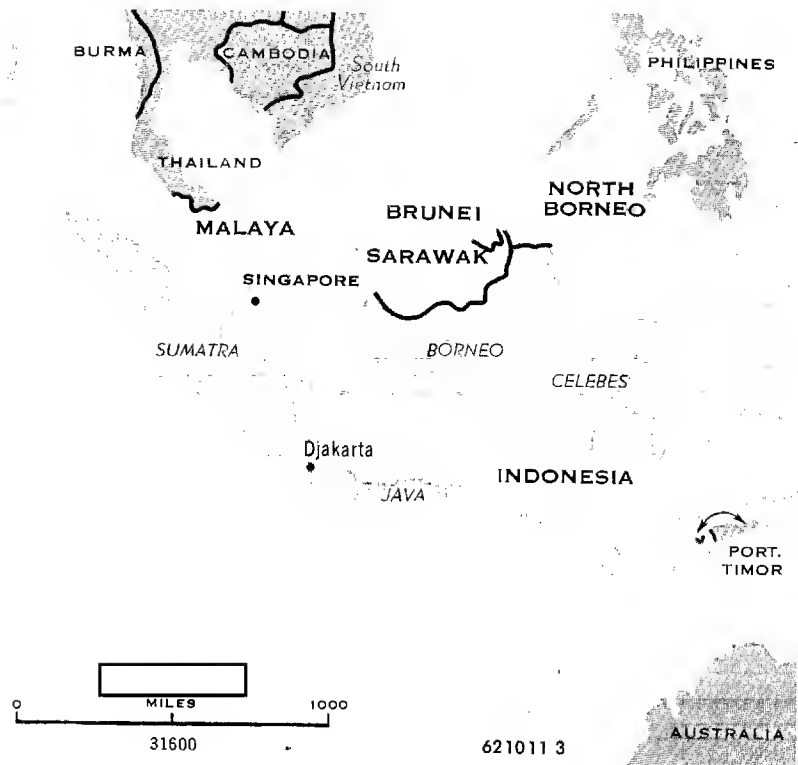 BURMA
CAMBODIA
South
Vietnam
PHILIPPINES
THAILAND
NORTH
BORNEO
MALAYA
BRUNEI
SARAWAK
SINGAPORE
SUMATRA
BORNEO
CELEBES
Djakarta
INDONESIA
JAVA
PORT.
TIMOR
MILES
0 1000
31600
621011 3
AUSTRALIA